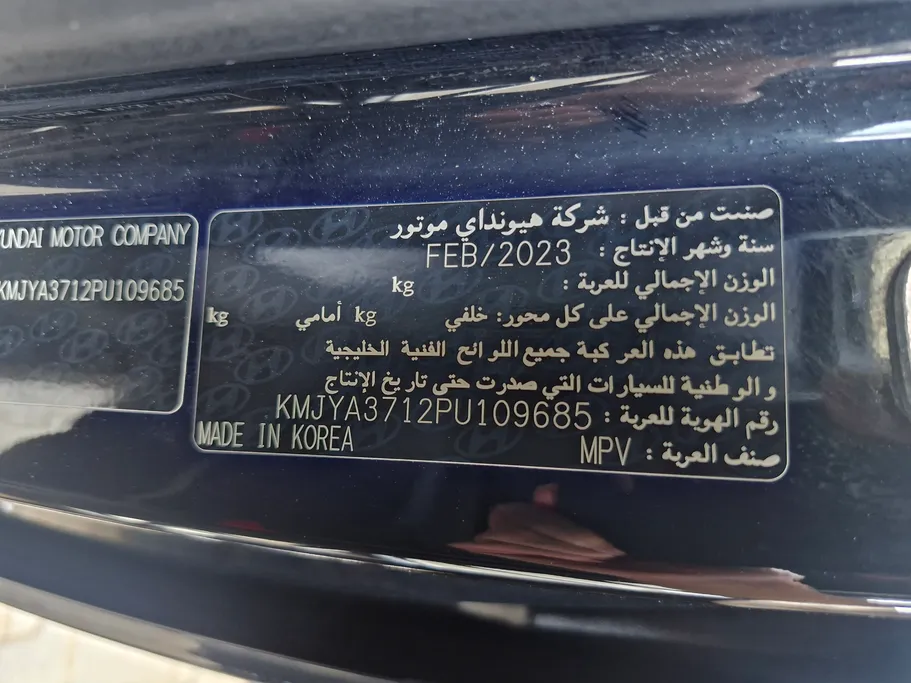 HYUNDAI MOTOR COMPANY
KMJYA3712PU109685
صنعت من قبل : شركة هيونداي موتور
سنة وشهر الإنتاج : FEB/2023
الوزن الإجمالي للعربة : kg
الوزن الإجمالي على كل محور: خلفي kg أمامي kg
تطابق هذه المركبة جميع اللوائح الفنية الخليجية
والوطنية للسيارات التي صدرت حتى تاريخ الإنتاج
رقم الهوية للعربة : KMJYA3712PU109685
صنف العربة : MPV
MADE IN KOREA